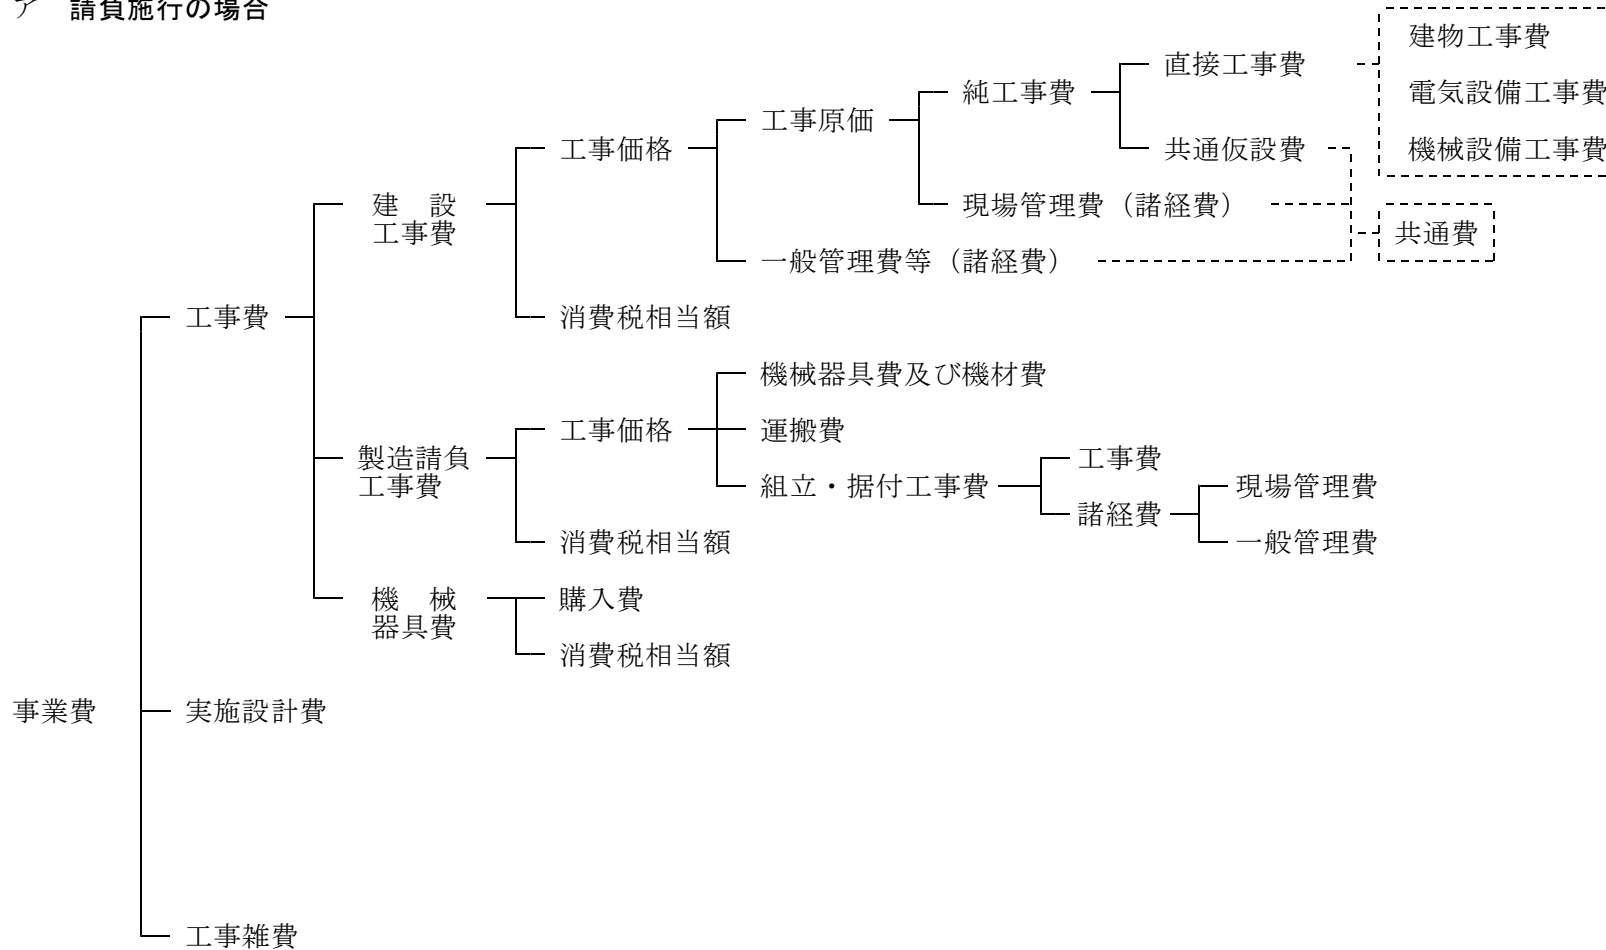 ア 請負施行の場合
建物工事費
直接工事費
純工事費
電気設備工事費
工事原価
工事価格
共通仮設費
機械設備工事費
建 設
工事費
現場管理費（諸経費）
共通費
一般管理費等（諸経費）
工事費
消費税相当額
機械器具費及び機材費
工事価格
運搬費
製造請負
工事費
工事費
組立・据付工事費
現場管理費
諸経費
消費税相当額
一般管理費
機 械
器具費
購入費
消費税相当額
事業費
実施設計費
工事雑費